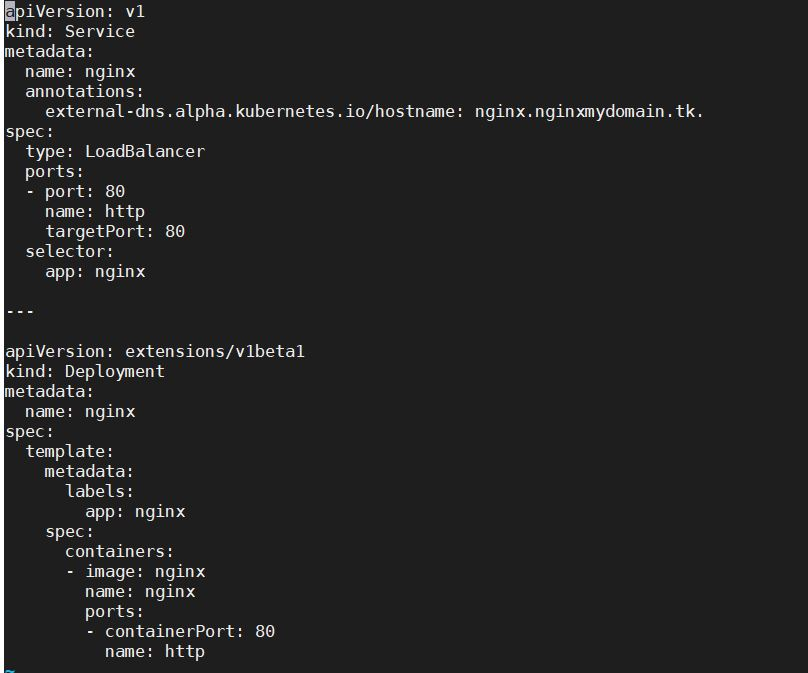 apiVersion: v1
kind: Service
metadata:
  name: nginx
  annotations:
    external-dns.alpha.kubernetes.io/hostname: nginx.nginxmydomain.tk.
spec:
  type: LoadBalancer
  ports:
  - port: 80
    name: http
    targetPort: 80
  selector:
    app: nginx

---

apiVersion: extensions/v1beta1
kind: Deployment
metadata:
  name: nginx
spec:
  template:
    metadata:
      labels:
        app: nginx
    spec:
      containers:
      - image: nginx
        name: nginx
        ports:
        - containerPort: 80
          name: http
~